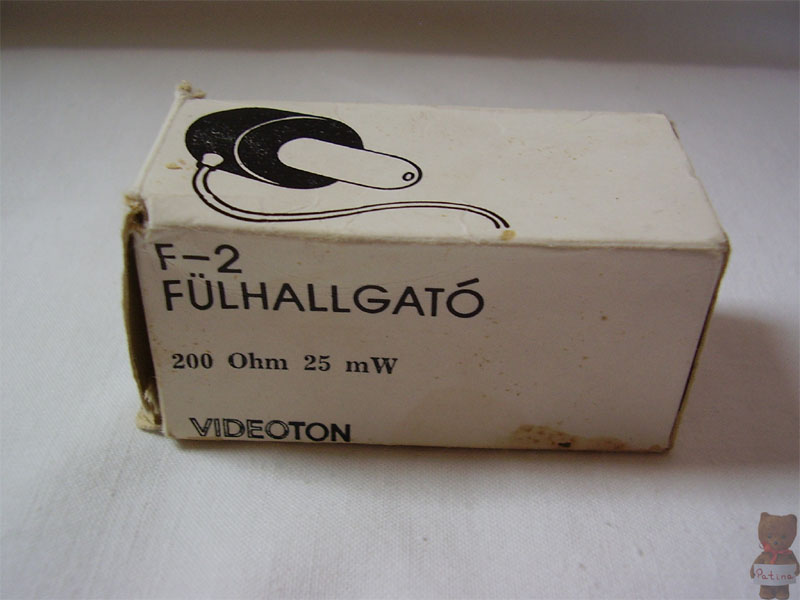 F-2
FÜLHALLGATÓ
200 Ohm 25 mW
VIDEOTON
Patina